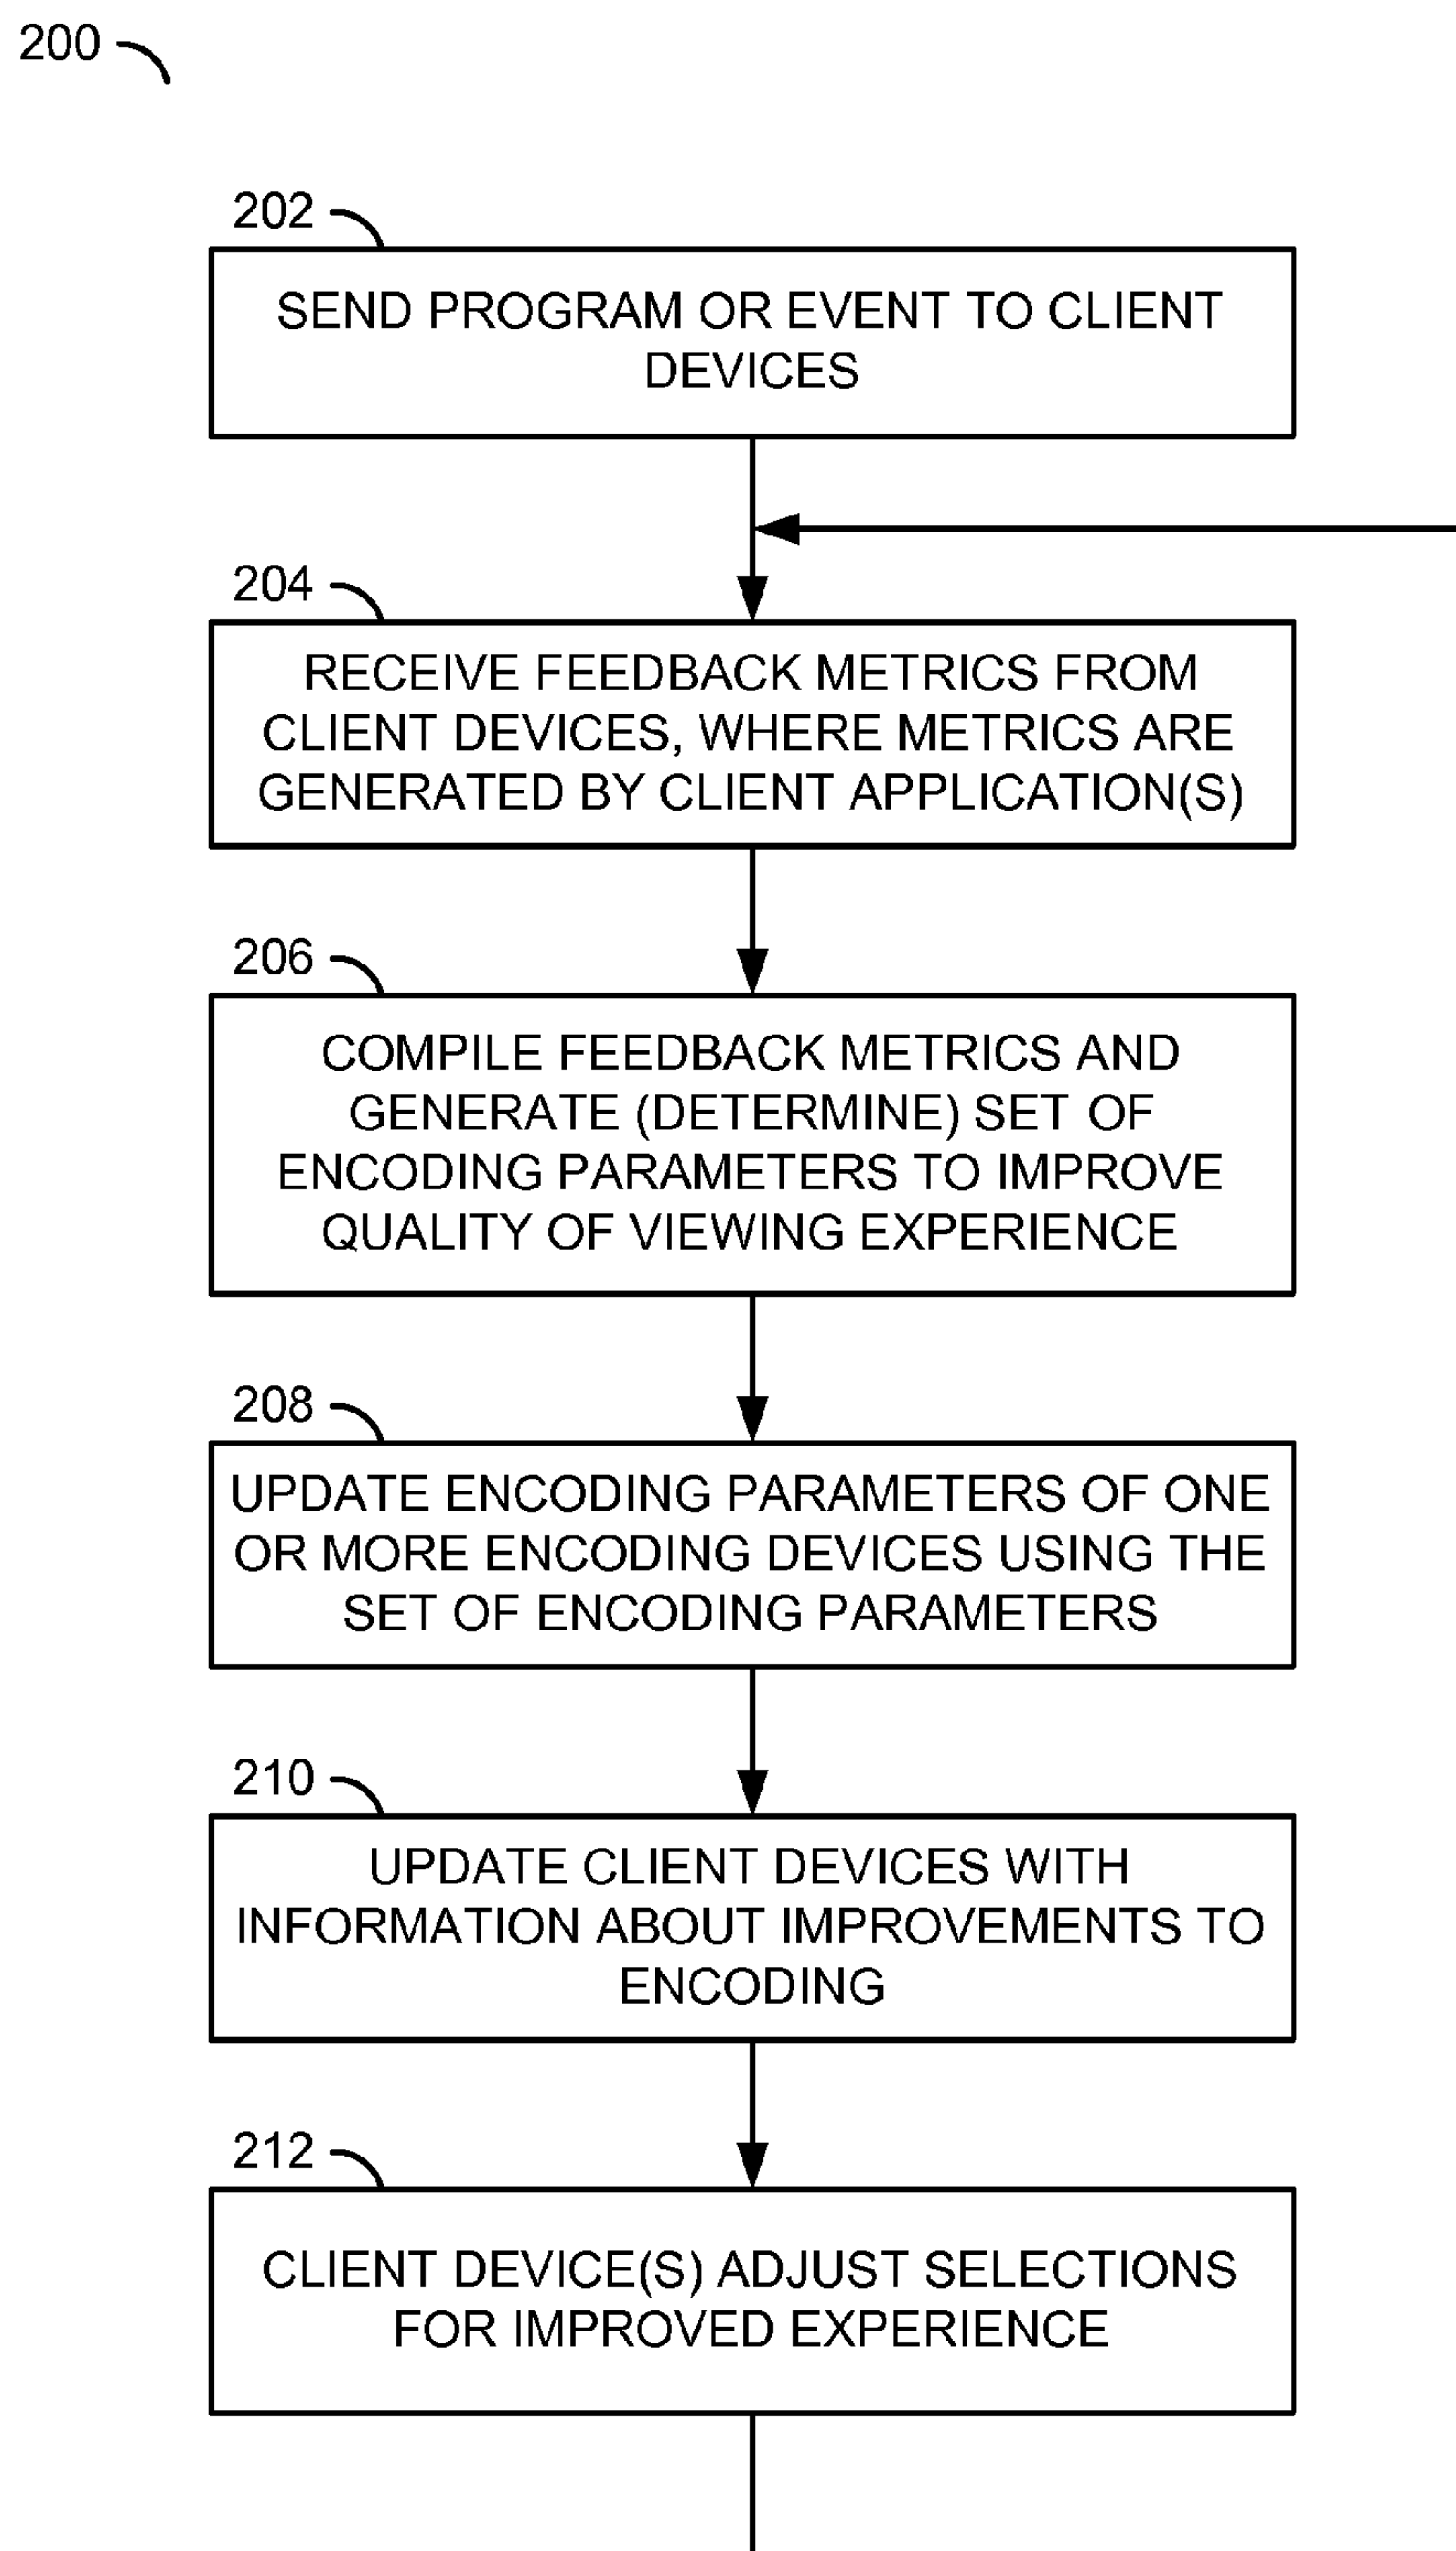 200
202
SEND PROGRAM OR EVENT TO CLIENT
DEVICES
204
RECEIVE FEEDBACK METRICS FROM
CLIENT DEVICES, WHERE METRICS ARE
GENERATED BY CLIENT APPLICATION(S)
206
COMPILE FEEDBACK METRICS AND
GENERATE (DETERMINE) SET OF
ENCODING PARAMETERS TO IMPROVE
QUALITY OF VIEWING EXPERIENCE
208
UPDATE ENCODING PARAMETERS OF ONE
OR MORE ENCODING DEVICES USING THE
SET OF ENCODING PARAMETERS
210
UPDATE CLIENT DEVICES WITH
INFORMATION ABOUT IMPROVEMENTS TO
ENCODING
212
CLIENT DEVICE(S) ADJUST SELECTIONS
FOR IMPROVED EXPERIENCE